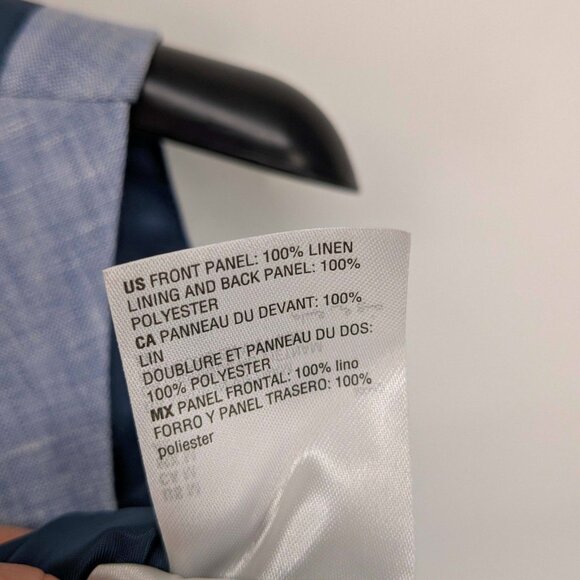 US FRONT PANEL: 100% LINEN
LINING AND BACK PANEL: 100%
POLYESTER
CA PANNEAU DU DEVANT: 100%
LIN
DOUBLURE ET PANNEAU DU DOS:
100% POLYESTER
MX PANEL FRONTAL: 100% lino
FORRO Y PANEL TRASERO: 100%
poliester